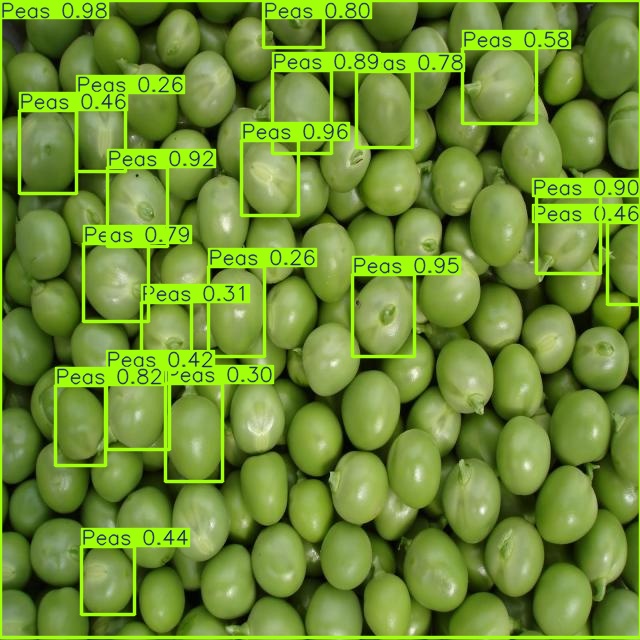 Peas 0.98
Peas 0.80
Peas 0.58
Peas 0.89
as 0.78
Peas 0.26
Peas 0.46
Peas 0.96
Peas 0.92
Peas 0.90
Peas 0.46
Peas 0.79
Peas 0.26
Peas 0.95
Peas 0.31
Peas 0.42
Peas 0.82
Peas 0.30
Peas 0.44